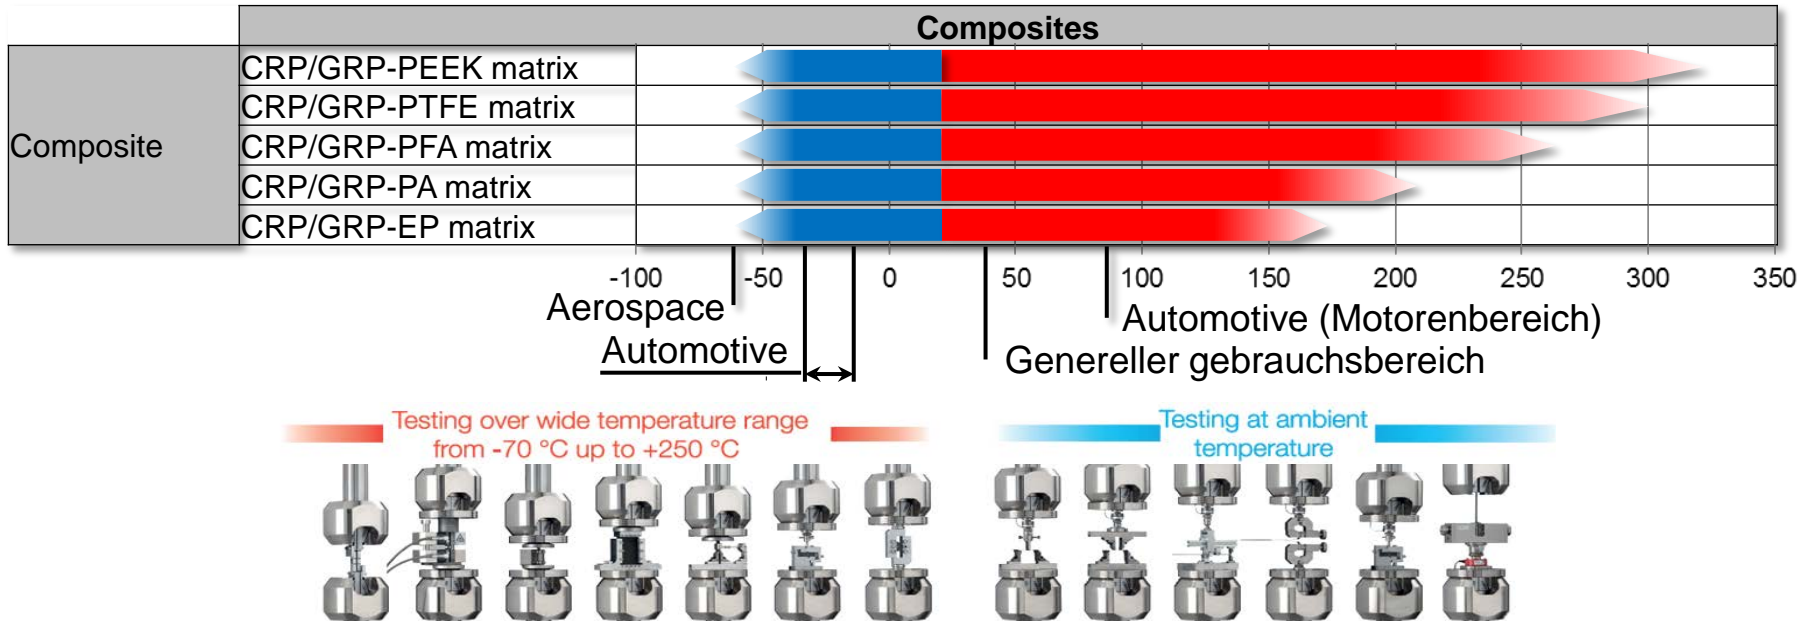 Composites
Composite
CRP/GRP-PEEK matrix
CRP/GRP-PTFE matrix
CRP/GRP-PFA matrix
CRP/GRP-PA matrix
CRP/GRP-EP matrix
-100 -50 0 50 100 150 200 250 300 350
Aerospace
Automotive (Motorenbereich)
Automotive
Genereller gebrauchsbereich
Testing over wide temperature range
from -70 °C up to +250 °C
Testing at ambient
temperature